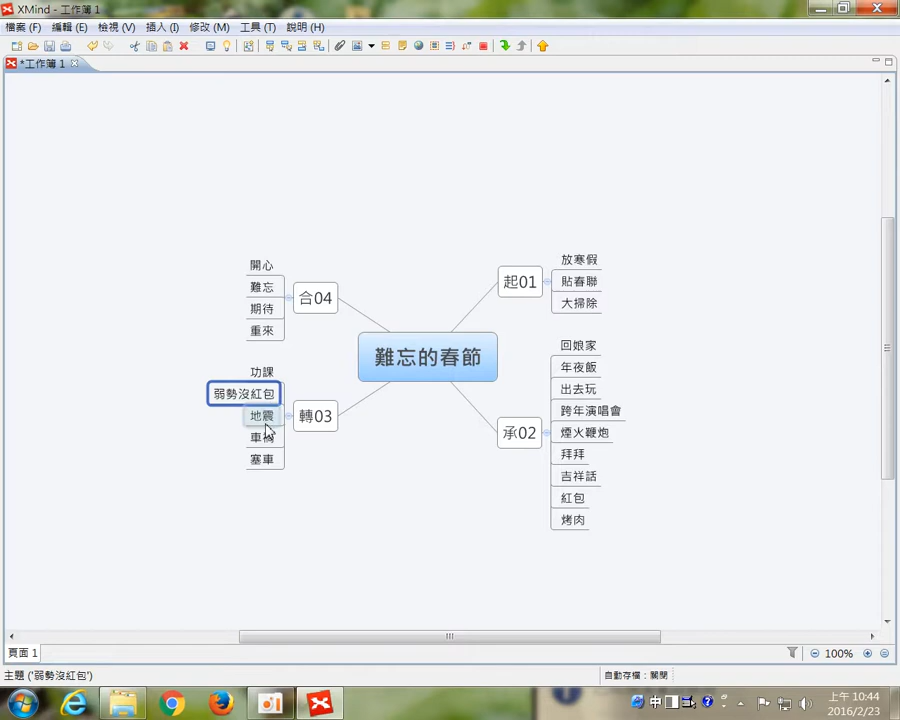 XMind - 工作簿 1
檔案 (F) 編輯 (E) 檢視 (V) 插入 (I) 修改 (M) 工具 (T) 說明 (H)
*工作簿 1
難忘的春節
起01
放寒假
貼春聯
大掃除
承02
回娘家
年夜飯
出去玩
跨年演唱會
煙火鞭炮
拜拜
吉祥話
紅包
烤肉
轉03
功課
弱勢沒紅包
地震
車禍
塞車
合04
開心
難忘
期待
重來
頁面 1
100%
主題 ('弱勢沒紅包')
自動存檔：關閉
中
上午 10:44
2016/2/23